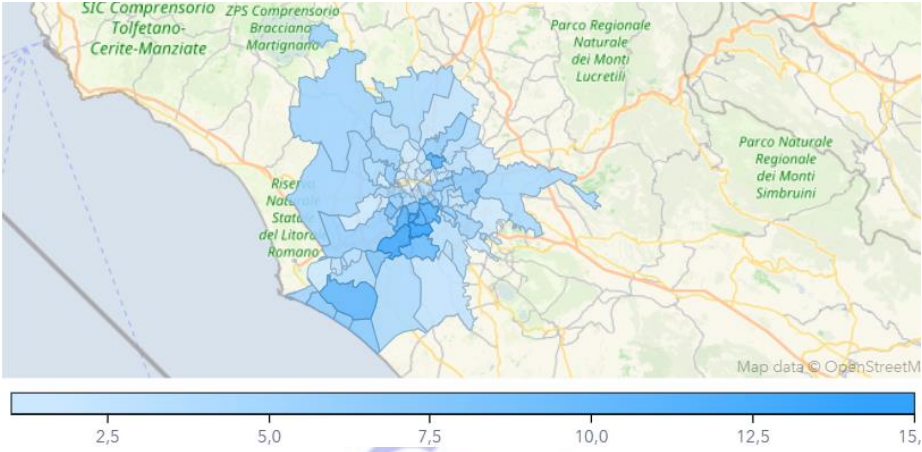 SIC Comprensorio
Tolfetano-
Cerite-Manziate
ZPS Comprensorio
Bracciano
Martignano
Parco Regionale
Naturale
dei Monti
Lucretili
Parco Naturale
Regionale
dei Monti
Simbruini
Riserva
Naturale
Statale
del Litorale
Romano
Map data © OpenStreetM
2,5 5,0 7,5 10,0 12,5 15,